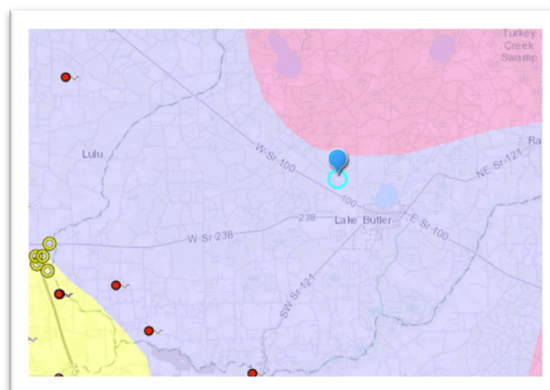 Turkey
Creek
Swamp
Lulu
W-Sr-100
100
NE-Sr-121
Ra
238
W Sr-238
Lake Butler
E-Sr-100
SW-Sr-121